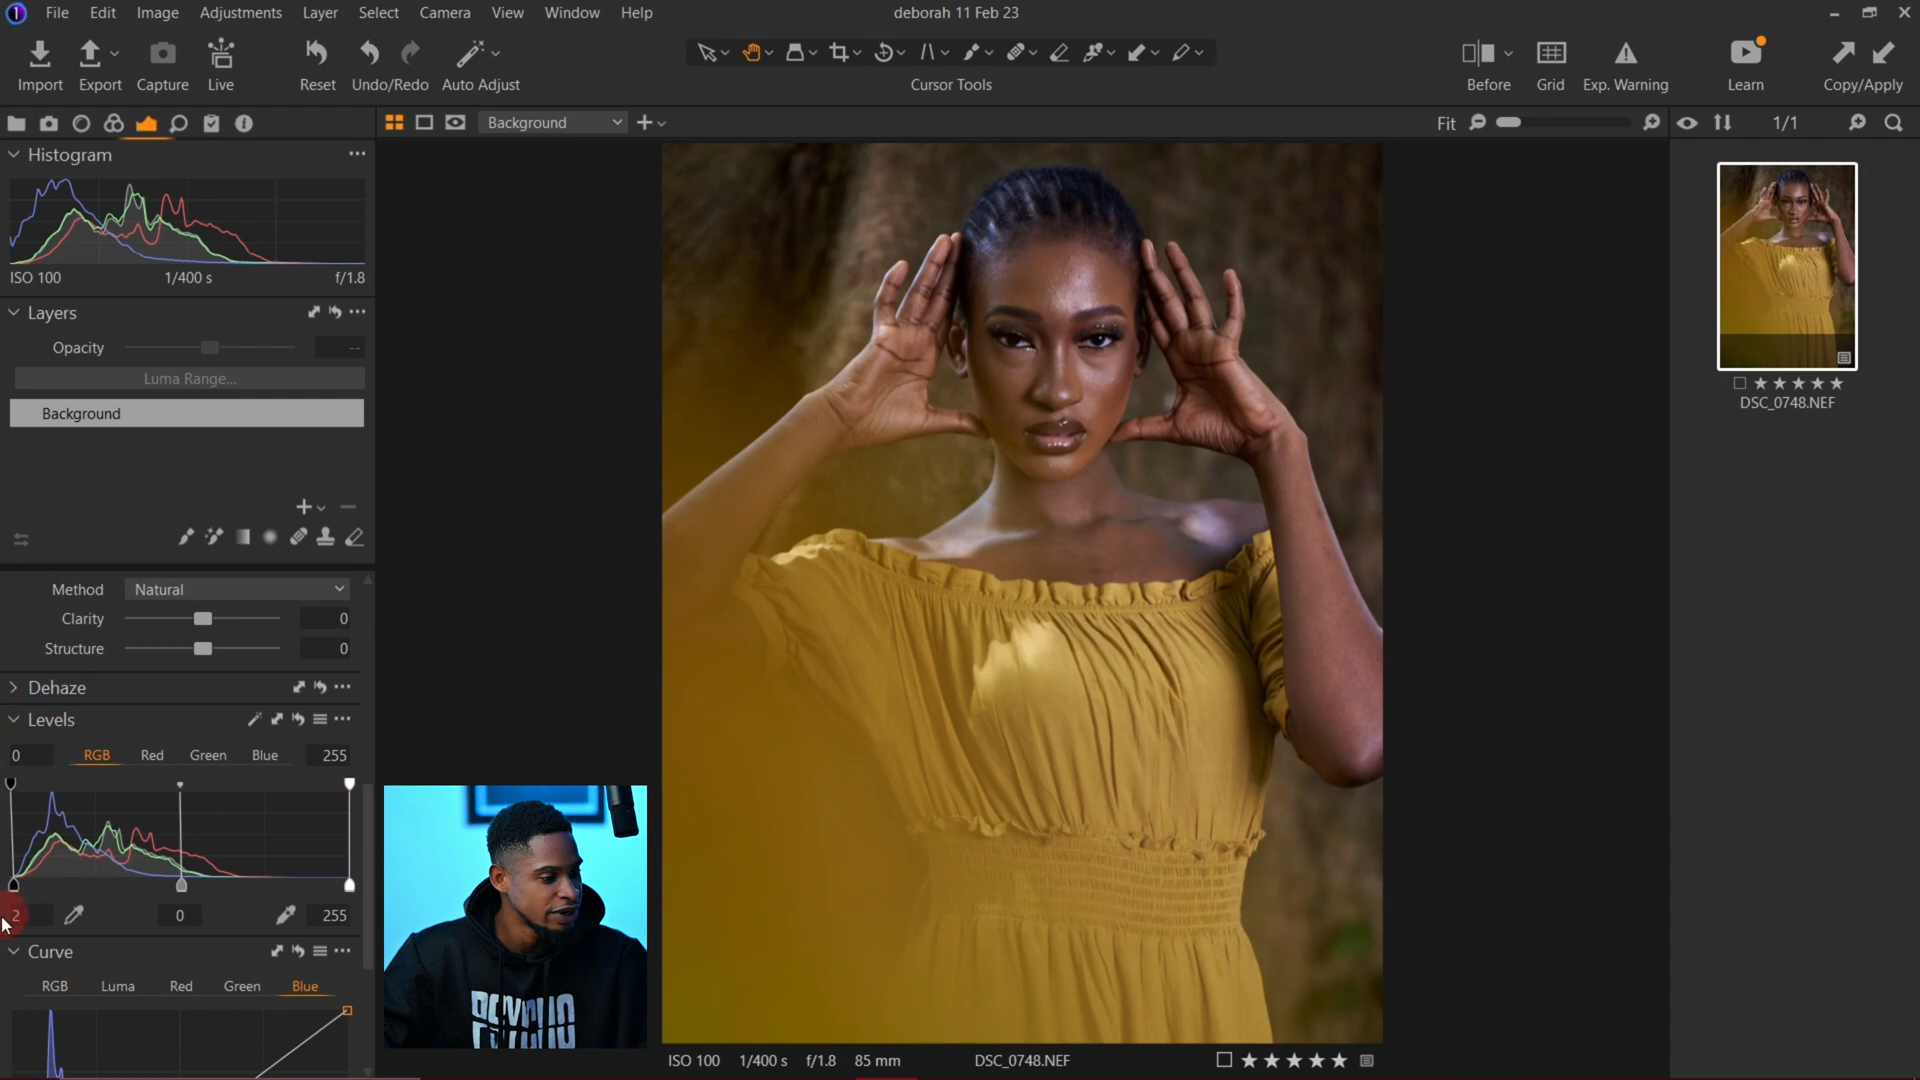 File Edit Image Adjustments Layer Select Camera View Window Help
deborah 11 Feb 23
Import Export Capture Live Reset Undo/Redo Auto Adjust
Cursor Tools
Before Grid Exp. Warning Learn Copy/Apply
Background
Fit
1/1
Histogram
ISO 100 1/400 s f/1.8
Layers
Opacity --
Luma Range...
Background
Method Natural
Clarity 0
Structure 0
Dehaze
Levels
0 RGB Red Green Blue 255
2 0 255
Curve
RGB Luma Red Green Blue
PSYCHO
ISO 100 1/400 s f/1.8 85 mm DSC_0748.NEF
DSC_0748.NEF